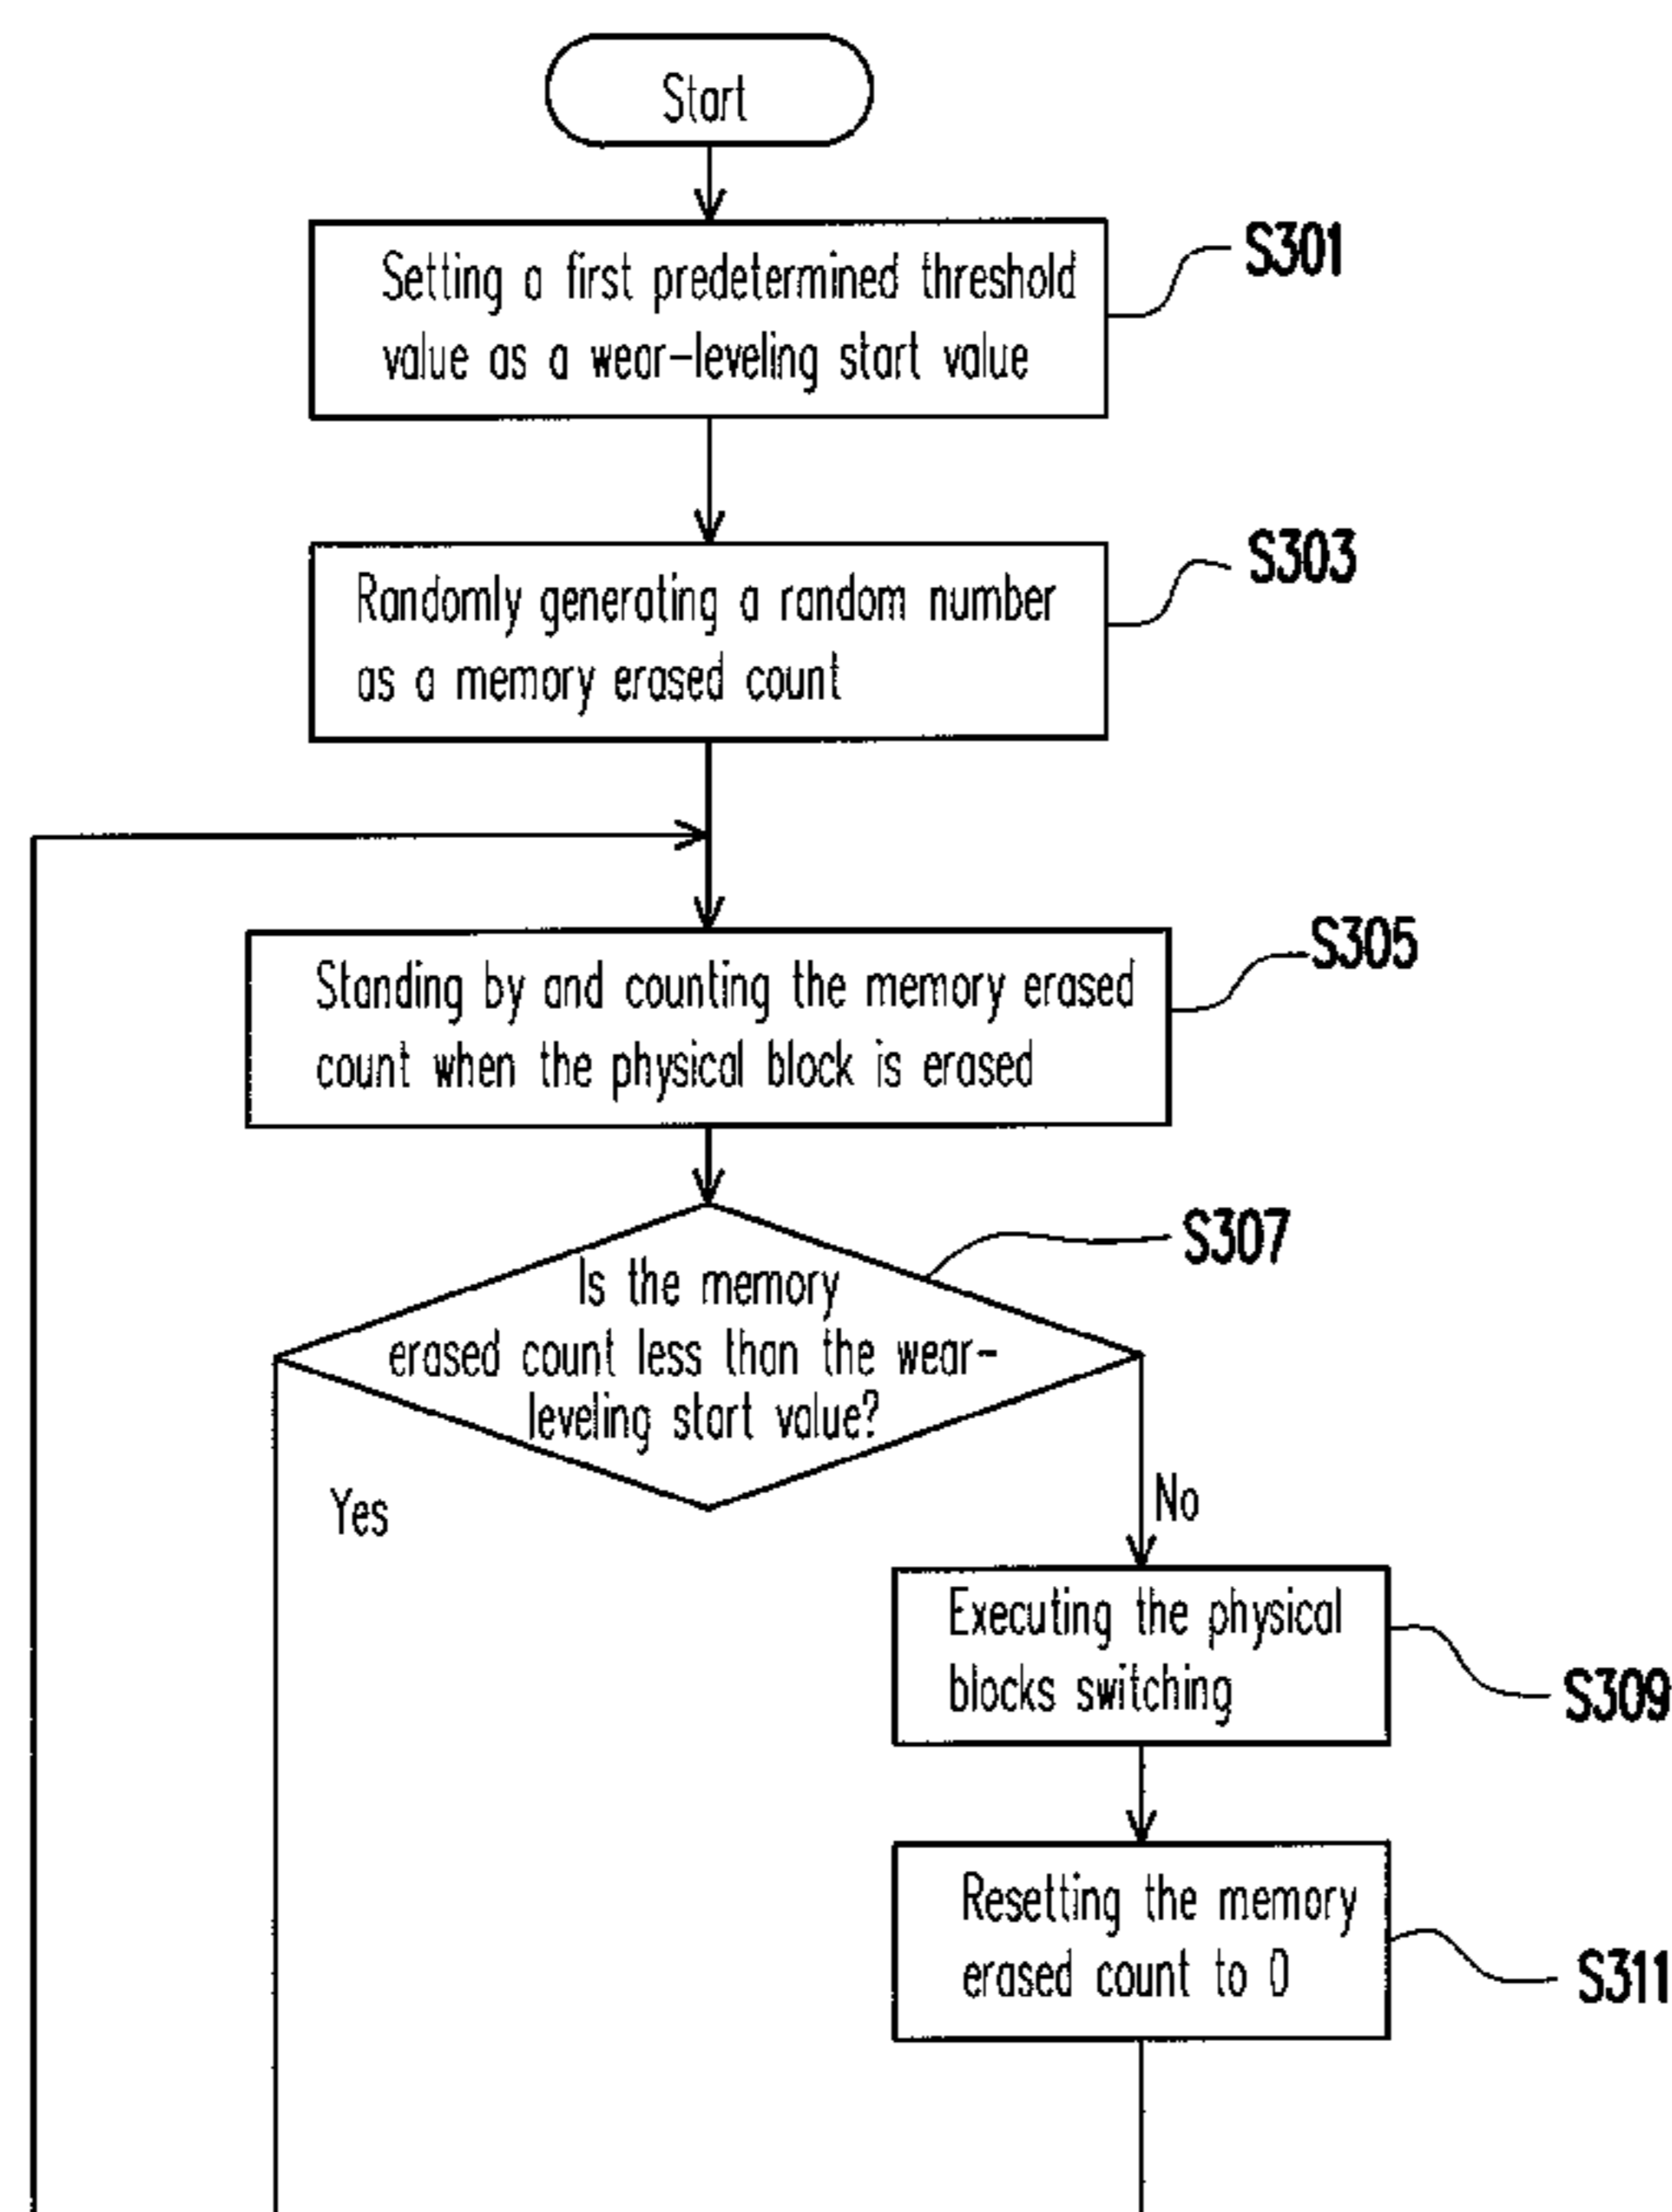 Start
Setting a first predetermined threshold
value as a wear-leveling start value
S301
Randomly generating a random number
as a memory erased count
S303
Standing by and counting the memory erased
count when the physical block is erased
S305
Is the memory
erased count less than the wear-
leveling start value?
S307
Yes
No
Executing the physical
blocks switching
S309
Resetting the memory
erased count to 0
S311